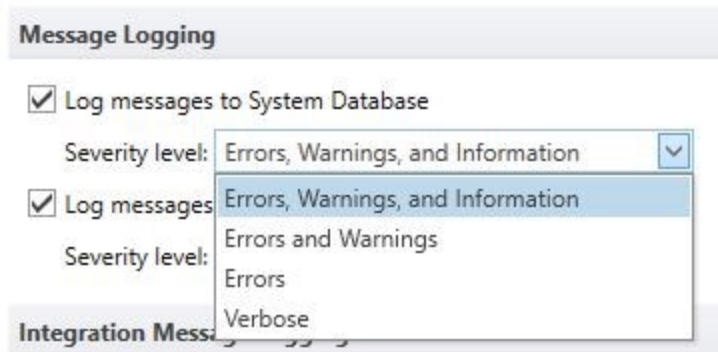 Message Logging
Log messages to System Database
Severity level: Errors, Warnings, and Information
Errors, Warnings, and Information
Log messages
Errors and Warnings
Severity level:
Errors
Verbose
Integration